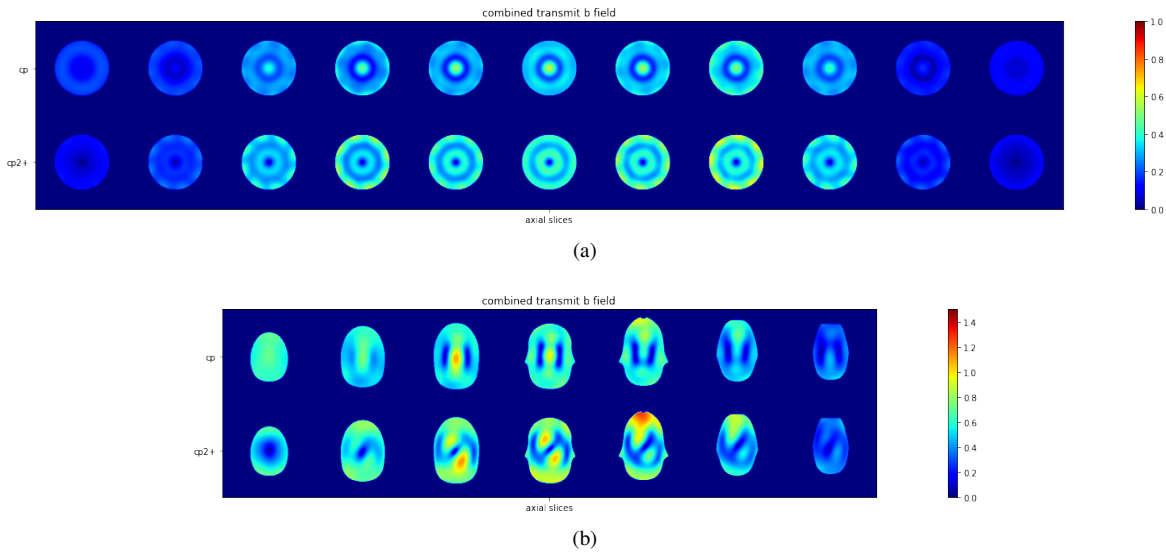 combined transmit b field
cp
cp2+
axial slices
1.0
0.8
0.6
0.4
0.2
0.0
(a)
combined transmit b field
cp
cp2+
axial slices
1.4
1.2
1.0
0.8
0.6
0.4
0.2
0.0
(b)